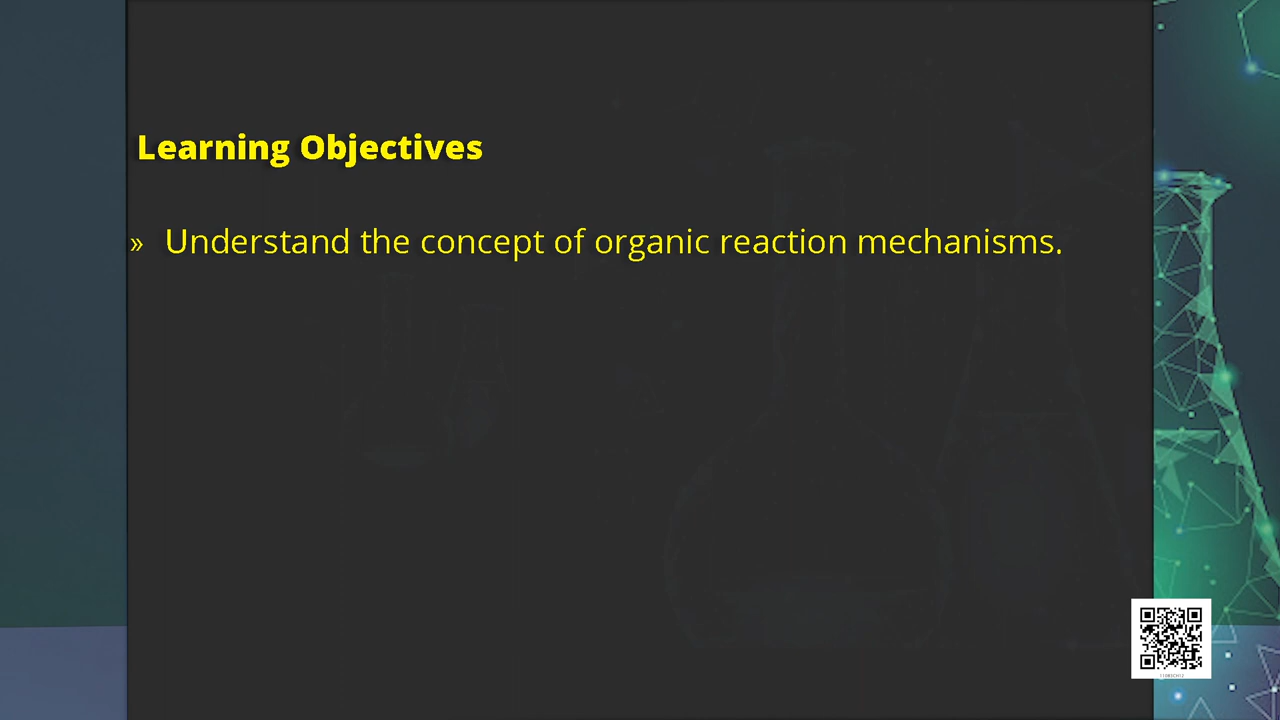 Learning Objectives
» Understand the concept of organic reaction mechanisms.